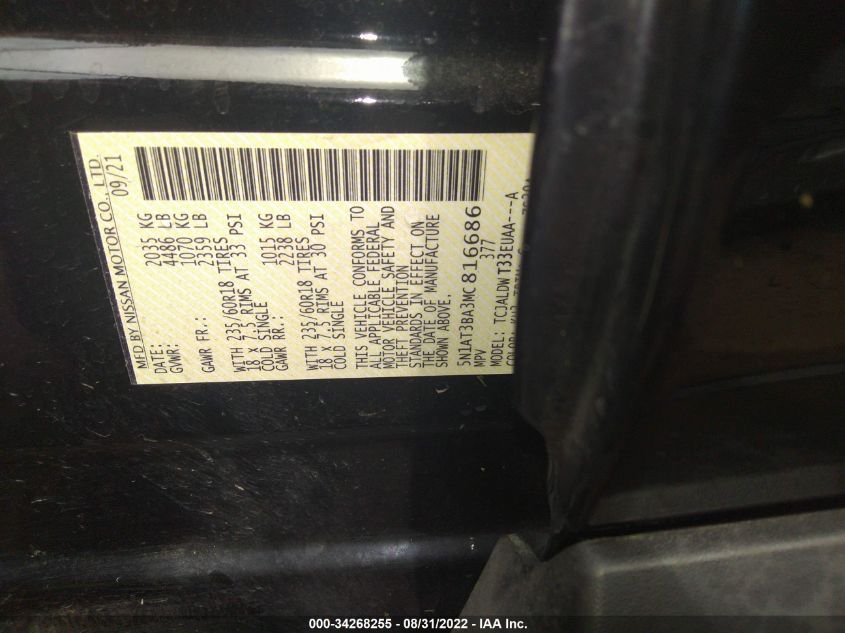 MFD BY NISSAN MOTOR CO., LTD.
DATE: 09/21
GVWR: 2035 KG
4486 LB
GAWR FR.: 1070 KG
2359 LB
WITH 235/60R18 TIRES
18 X 7.5 RIMS AT 33 PSI
COLD SINGLE
GAWR RR.: 1015 KG
2238 LB
WITH 235/60R18 TIRES
18 X 7.5 RIMS AT 30 PSI
COLD SINGLE
THIS VEHICLE CONFORMS TO
ALL APPLICABLE FEDERAL
MOTOR VEHICLE SAFETY AND
THEFT PREVENTION
STANDARDS IN EFFECT ON
THE DATE OF MANUFACTURE
SHOWN ABOVE.
5N1AT3BA3MC816686
MPV 377
MODEL: TCJALDWT33EUAA---A
000-34268255 - 08/31/2022 - IAA Inc.